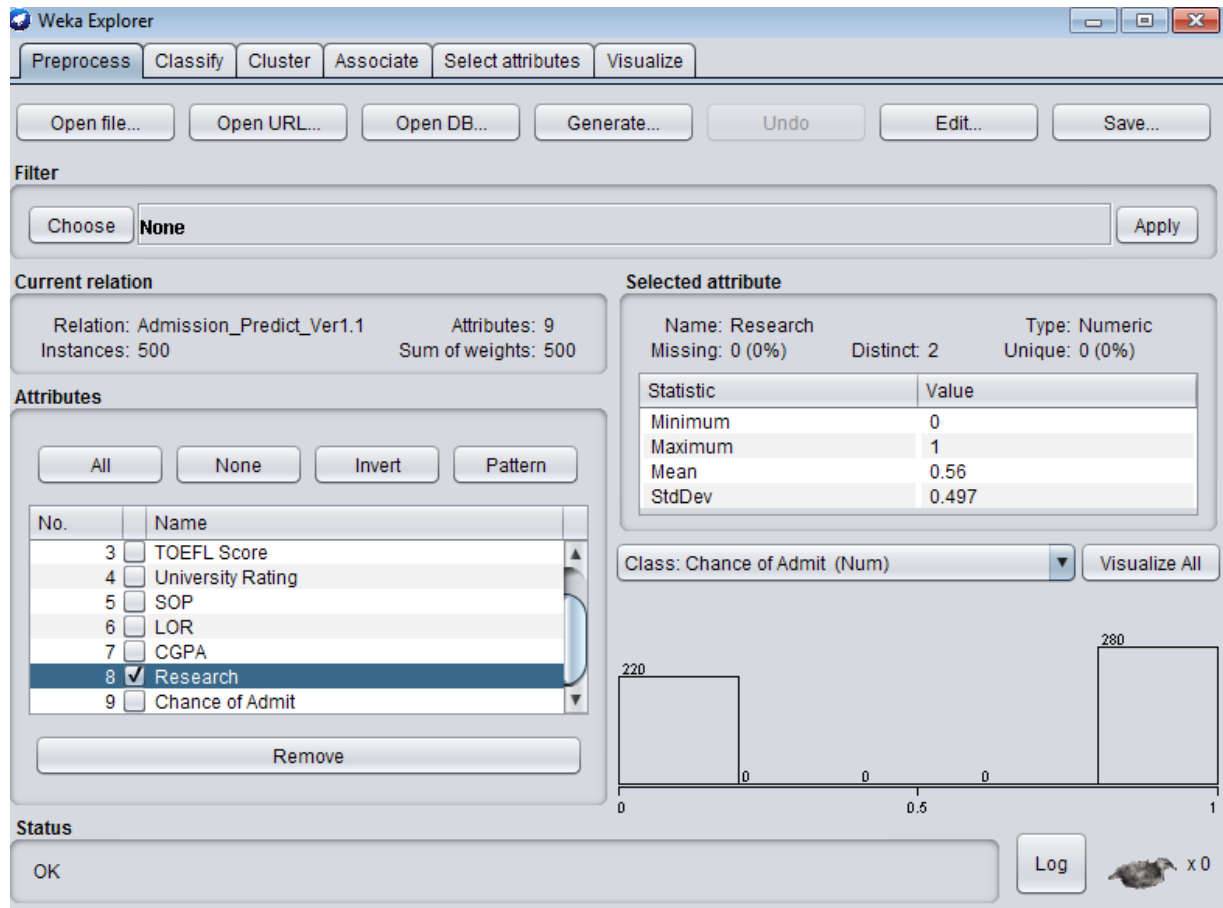 Weka Explorer
Preprocess Classify Cluster Associate Select attributes Visualize
Open file... Open URL... Open DB... Generate... Undo Edit... Save...
Filter
Choose None Apply
Current relation
Relation: Admission_Predict_Ver1.1 Attributes: 9
Instances: 500 Sum of weights: 500
Attributes
All None Invert Pattern
No. Name
3 TOEFL Score
4 University Rating
5 SOP
6 LOR
7 CGPA
8 Research
9 Chance of Admit
Remove
Selected attribute
Name: Research Type: Numeric
Missing: 0 (0%) Distinct: 2 Unique: 0 (0%)
Statistic Value
Minimum 0
Maximum 1
Mean 0.56
StdDev 0.497
Class: Chance of Admit (Num) Visualize All
280
220
0 0 0
0 0.5 1
Status
OK Log x 0